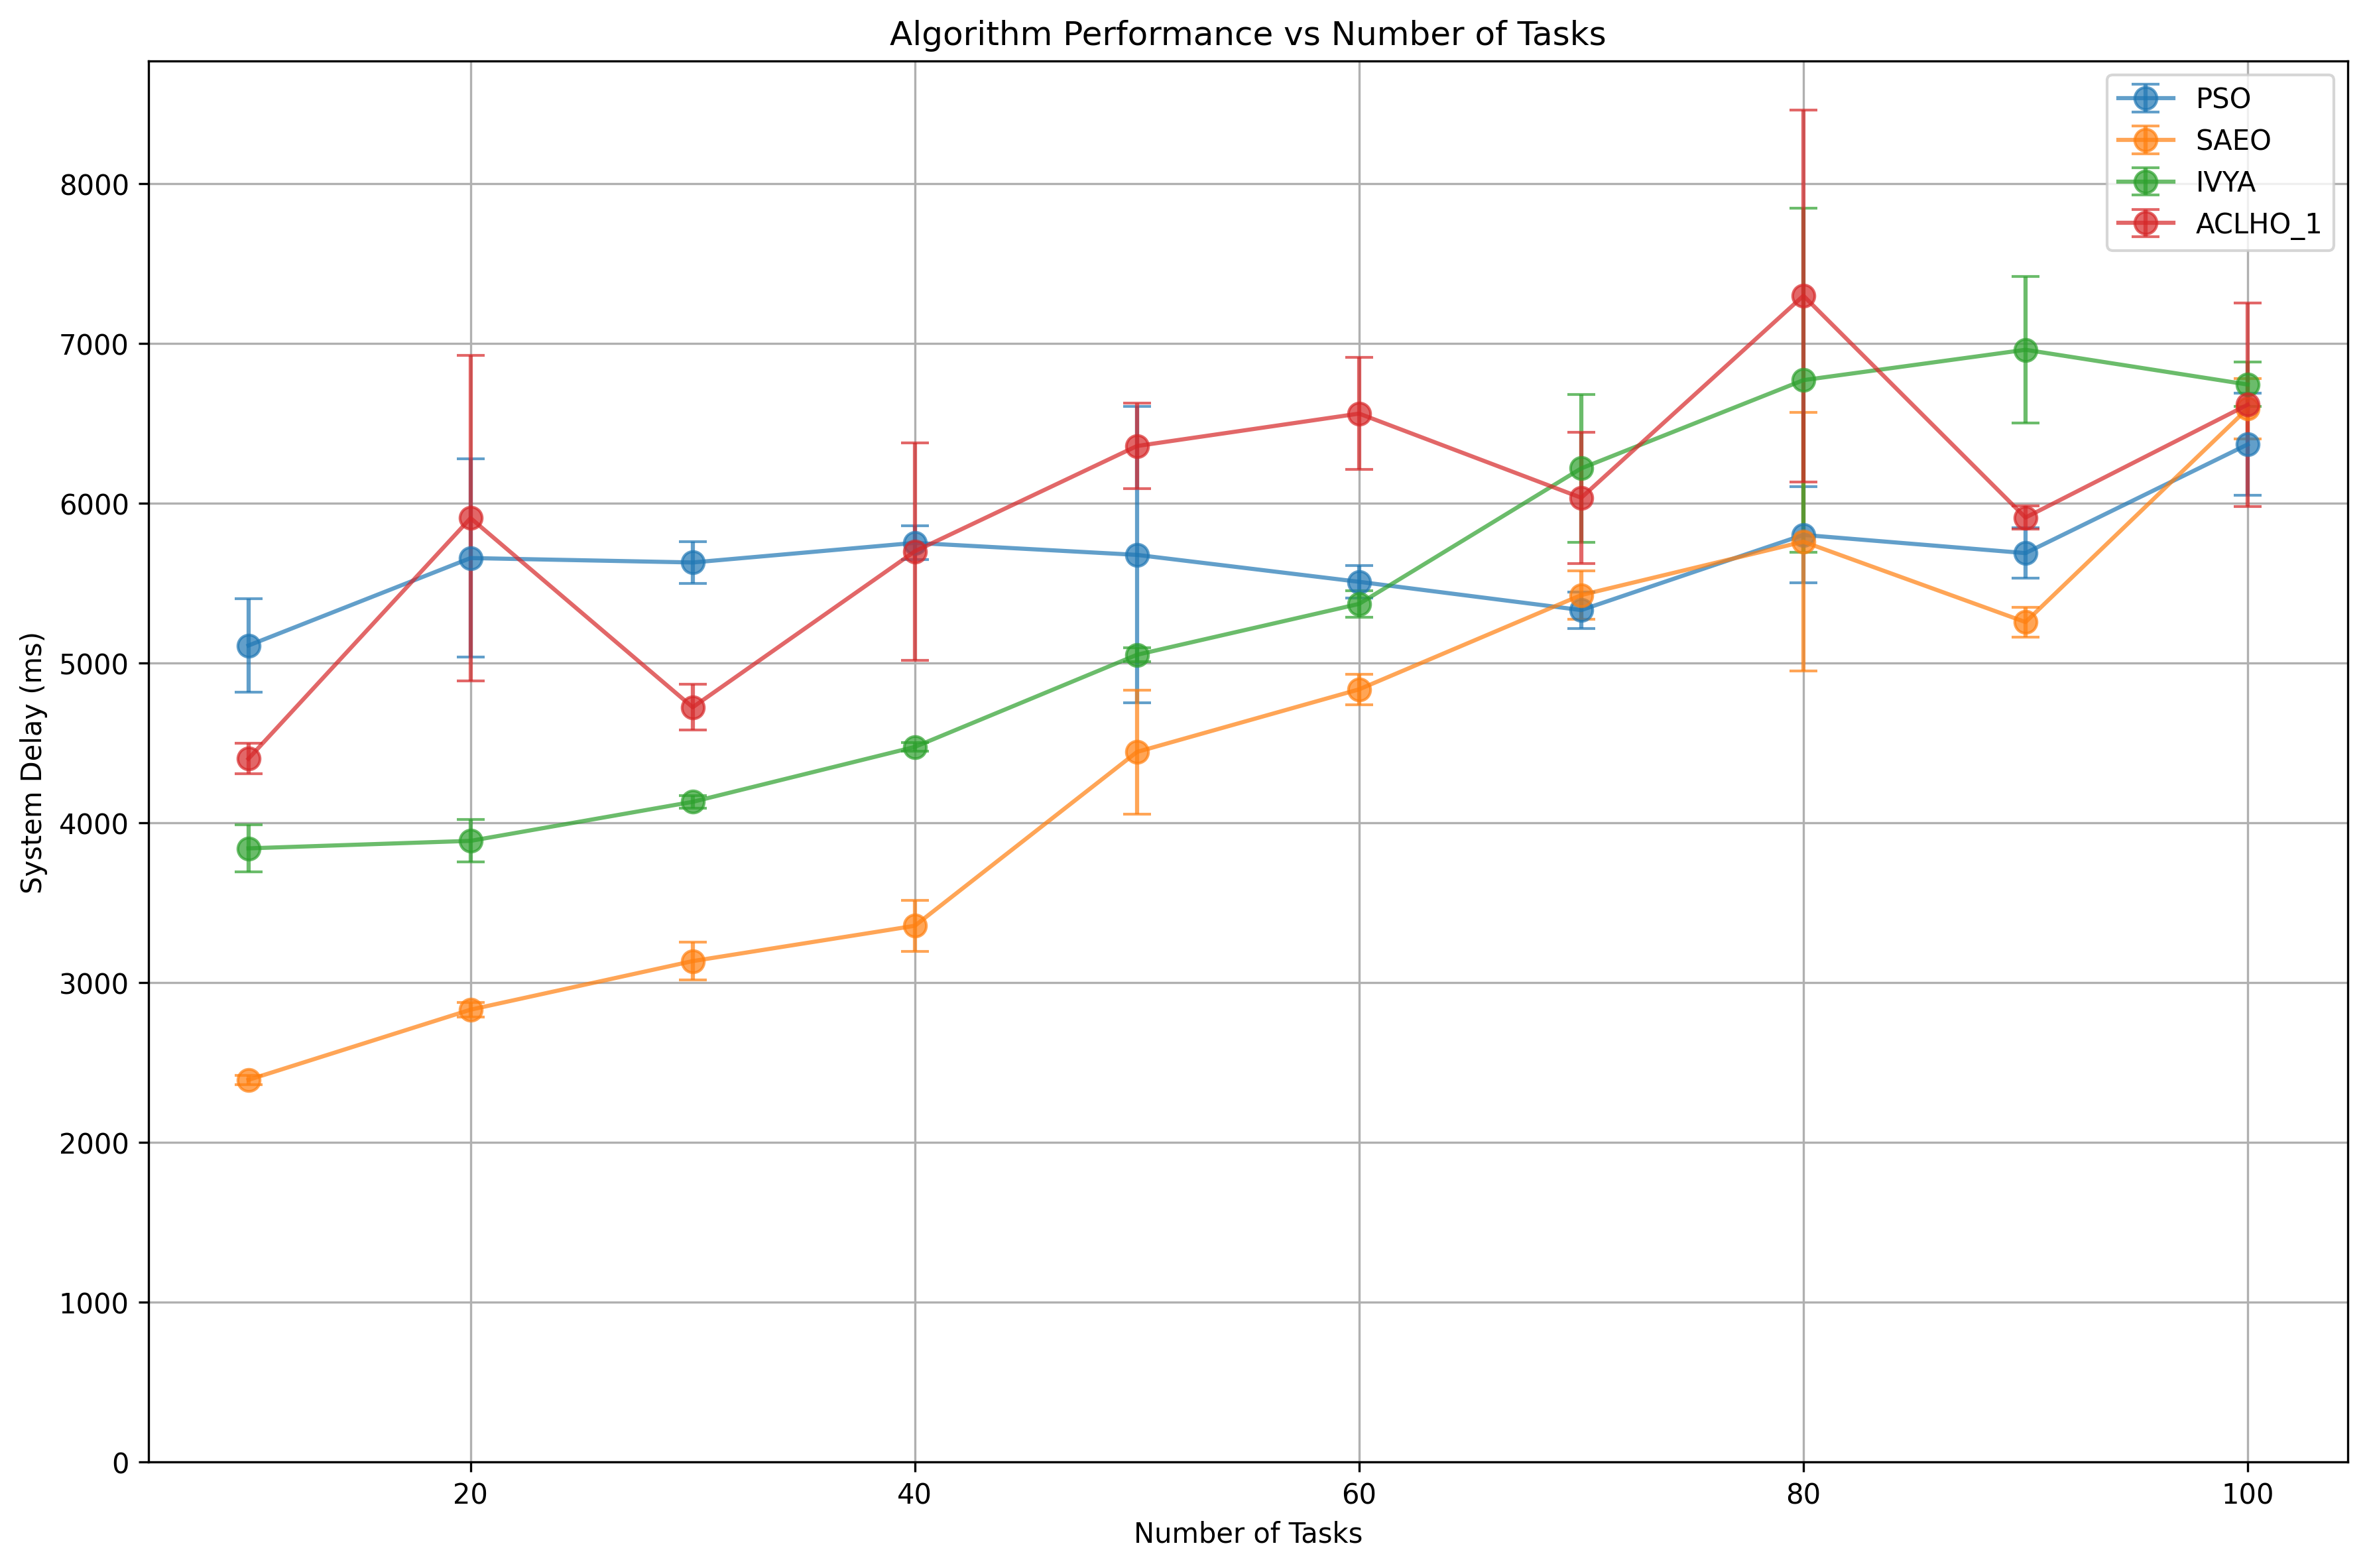 Algorithm Performance vs Number of Tasks
PSO
SAEO
IVYA
ACLHO_1
System Delay (ms)
8000
7000
6000
5000
4000
3000
2000
1000
0
20
40
60
80
100
Number of Tasks